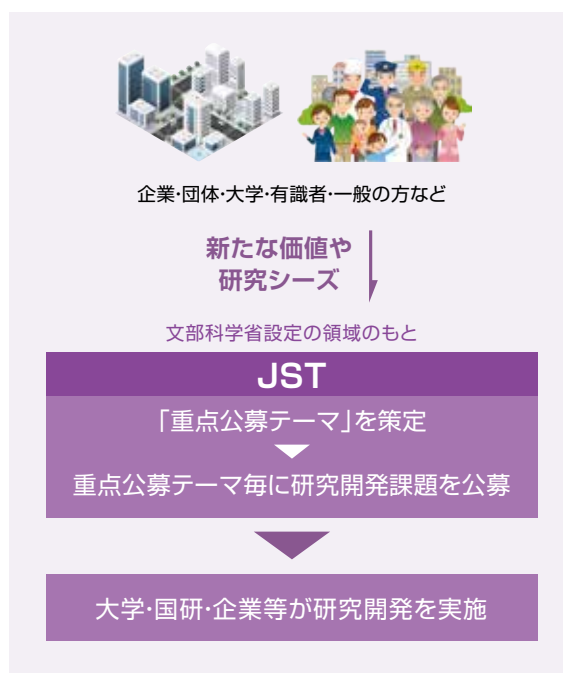 企業・団体・大学・有識者・一般の方など
新たな価値や
研究シーズ
文部科学省設定の領域のもと
JST
「重点公募テーマ」を策定
重点公募テーマ毎に研究開発課題を公募
大学・国研・企業等が研究開発を実施